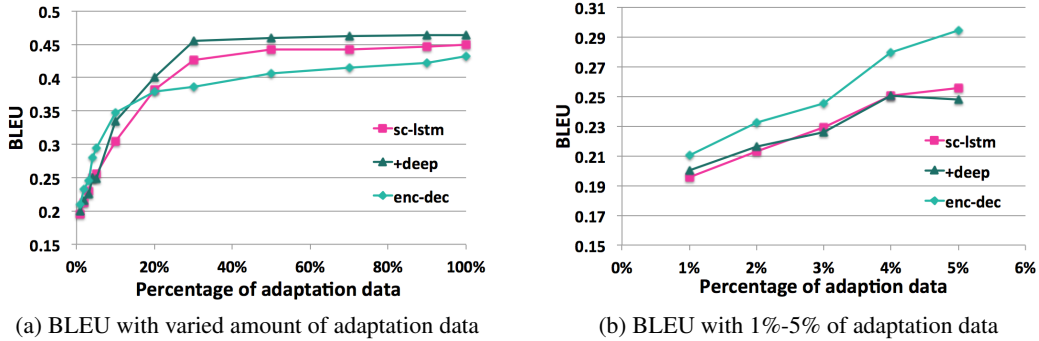 0.5
0.45
0.4
0.35
0.3
0.25
0.2
0.15
BLEU
sc-lstm
+deep
enc-dec
0% 20% 40% 60% 80% 100%
Percentage of adaptation data
(a) BLEU with varied amount of adaptation data
0.31
0.29
0.27
0.25
0.23
0.21
0.19
0.17
0.15
BLEU
sc-lstm
+deep
enc-dec
0% 1% 2% 3% 4% 5% 6%
Percentage of adaption data
(b) BLEU with 1%-5% of adaptation data